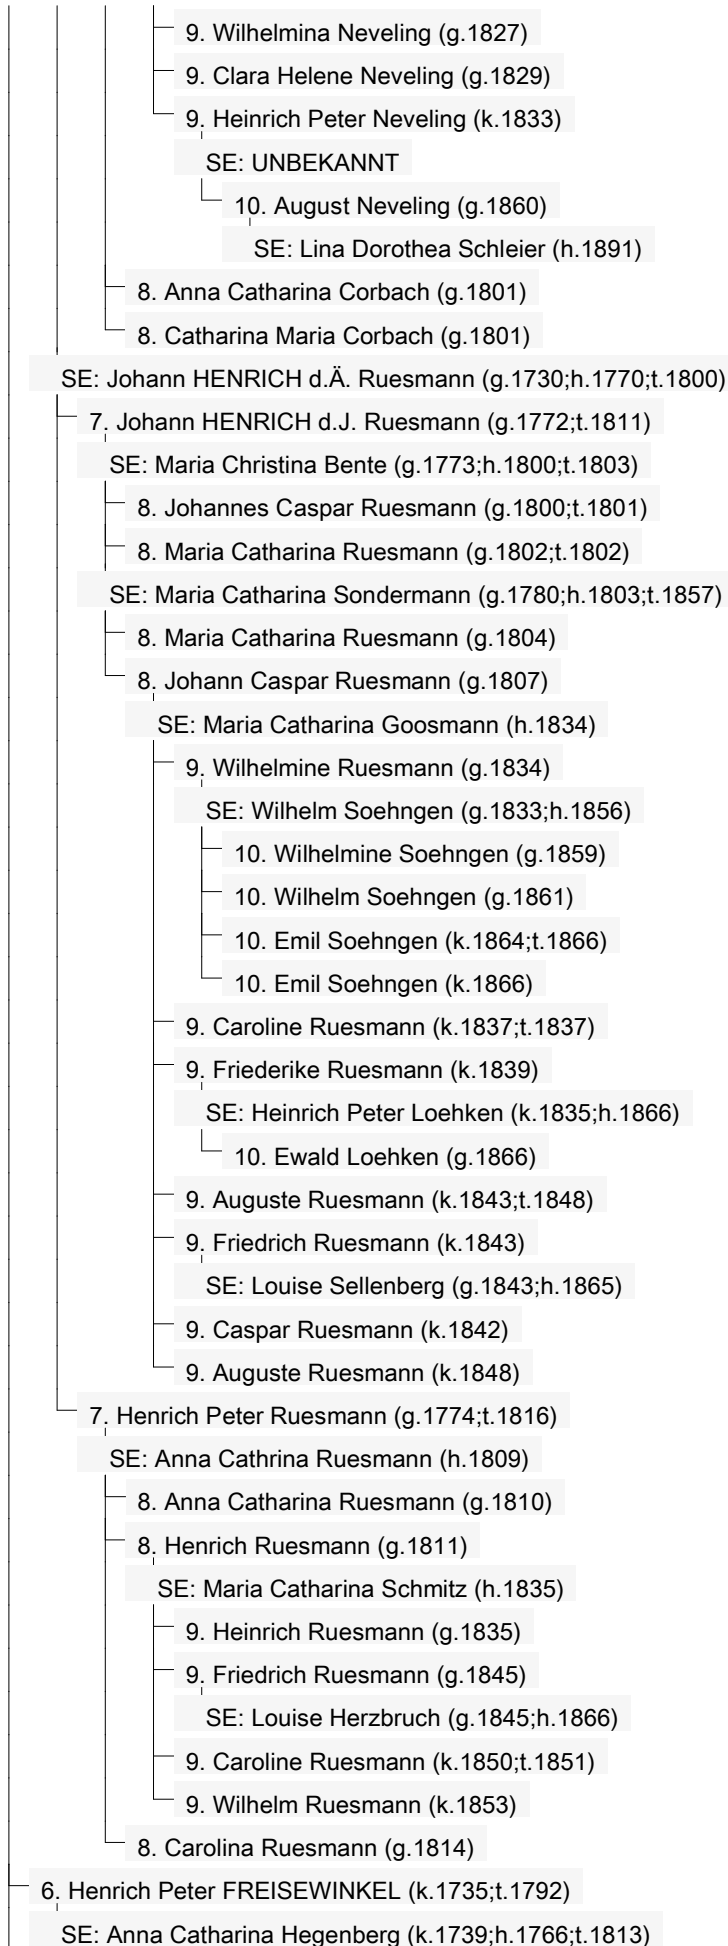 9. Wilhelmina Neveling (g.1827)
9. Clara Helene Neveling (g.1829)
9. Heinrich Peter Neveling (k.1833)
SE: UNBEKANNT
10. August Neveling (g.1860)
SE: Lina Dorothea Schleier (h.1891)
8. Anna Catharina Corbach (g.1801)
8. Catharina Maria Corbach (g.1801)
SE: Johann HENRICH d.Ä. Ruesmann (g.1730;h.1770;t.1800)
7. Johann HENRICH d.J. Ruesmann (g.1772;t.1811)
SE: Maria Christina Bente (g.1773;h.1800;t.1803)
8. Johannes Caspar Ruesmann (g.1800;t.1801)
8. Maria Catharina Ruesmann (g.1802;t.1802)
SE: Maria Catharina Sondermann (g.1780;h.1803;t.1857)
8. Maria Catharina Ruesmann (g.1804)
8. Johann Caspar Ruesmann (g.1807)
SE: Maria Catharina Goosmann (h.1834)
9. Wilhelmine Ruesmann (g.1834)
SE: Wilhelm Soehngen (g.1833;h.1856)
10. Wilhelmine Soehngen (g.1859)
10. Wilhelm Soehngen (g.1861)
10. Emil Soehngen (k.1864;t.1866)
10. Emil Soehngen (k.1866)
9. Caroline Ruesmann (k.1837;t.1837)
9. Friederike Ruesmann (k.1839)
SE: Heinrich Peter Loehken (k.1835;h.1866)
10. Ewald Loehken (g.1866)
9. Auguste Ruesmann (k.1843;t.1848)
9. Friedrich Ruesmann (k.1843)
SE: Louise Sellenberg (g.1843;h.1865)
9. Caspar Ruesmann (k.1842)
9. Auguste Ruesmann (k.1848)
7. Henrich Peter Ruesmann (g.1774;t.1816)
SE: Anna Cathrina Ruesmann (h.1809)
8. Anna Catharina Ruesmann (g.1810)
8. Henrich Ruesmann (g.1811)
SE: Maria Catharina Schmitz (h.1835)
9. Heinrich Ruesmann (g.1835)
9. Friedrich Ruesmann (g.1845)
SE: Louise Herzbruch (g.1845;h.1866)
9. Caroline Ruesmann (k.1850;t.1851)
9. Wilhelm Ruesmann (k.1853)
8. Carolina Ruesmann (g.1814)
6. Henrich Peter FREISEWINKEL (k.1735;t.1792)
SE: Anna Catharina Hegenberg (k.1739;h.1766;t.1813)